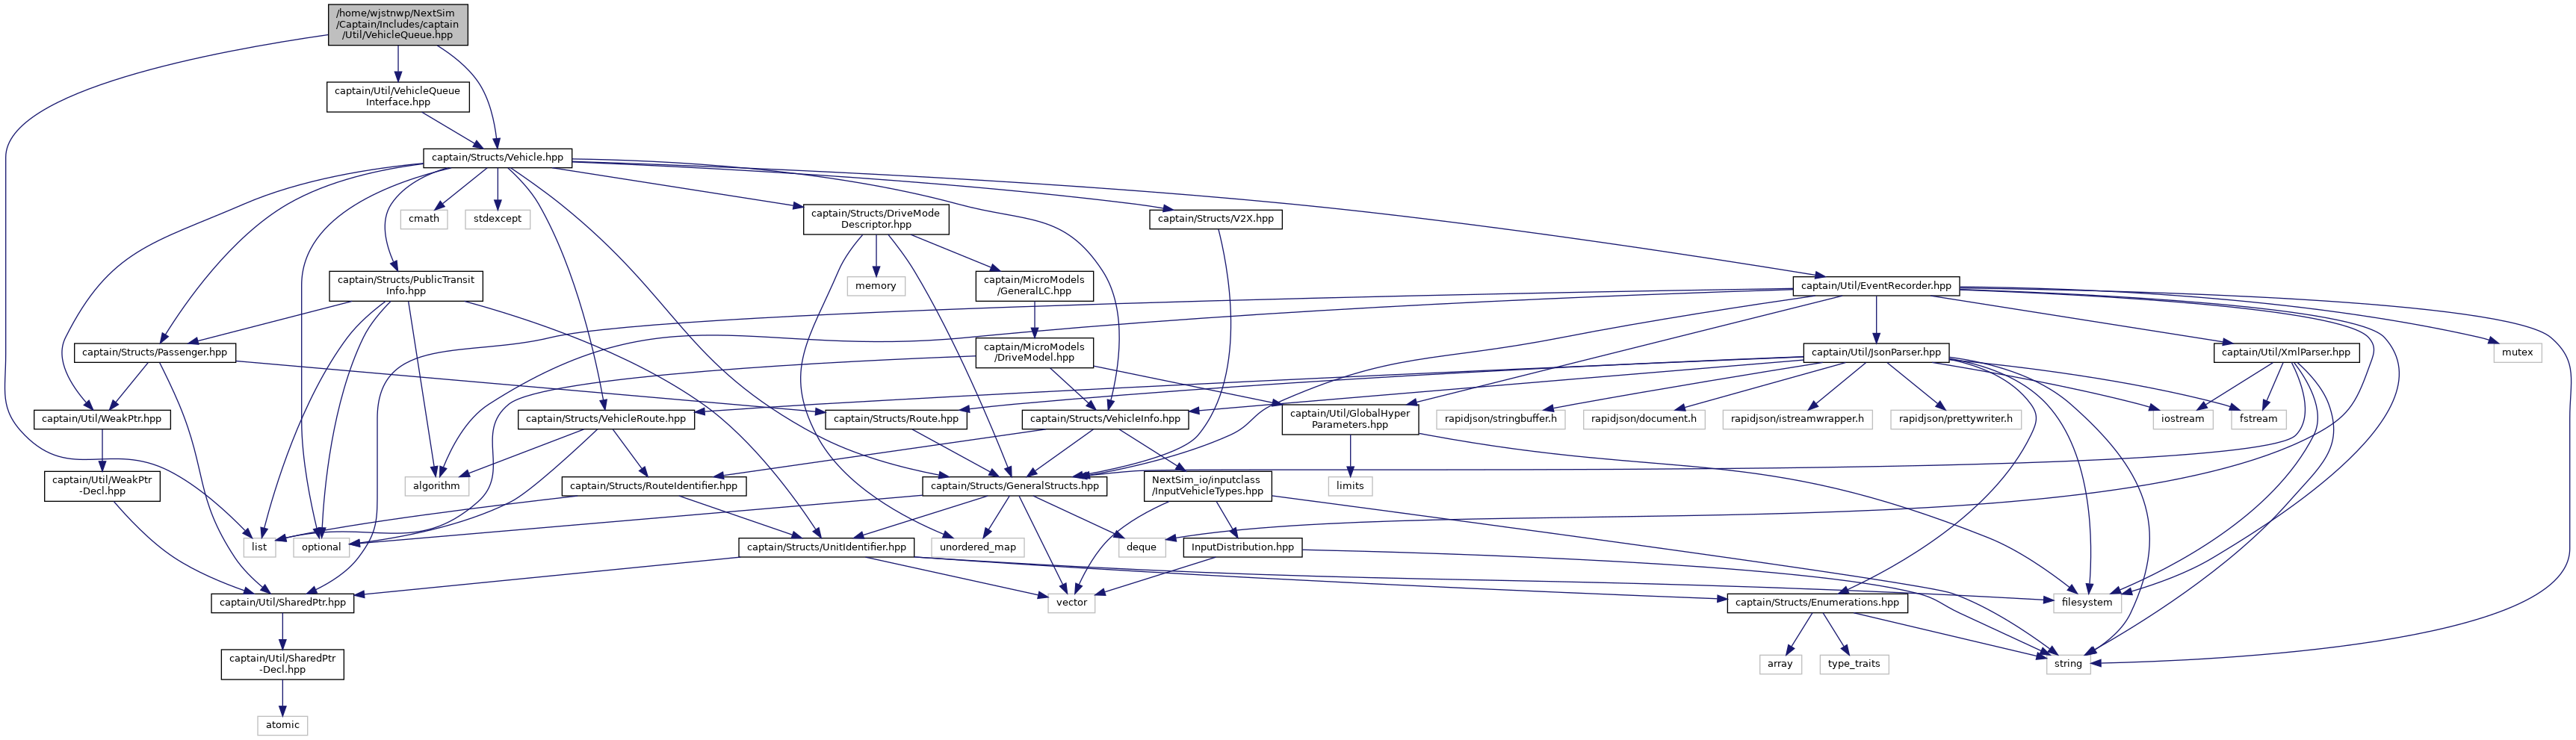 /home/wjstnwp/NextSim
/Captain/Includes/captain
/Util/VehicleQueue.hpp
captain/Util/VehicleQueue
Interface.hpp
captain/Structs/Vehicle.hpp
cmath
stdexcept
captain/Structs/DriveMode
Descriptor.hpp
captain/Structs/V2X.hpp
captain/Structs/PublicTransit
Info.hpp
memory
captain/MicroModels
/GeneralLC.hpp
captain/Util/EventRecorder.hpp
captain/Structs/Passenger.hpp
captain/MicroModels
/DriveModel.hpp
captain/Util/JsonParser.hpp
captain/Util/XmlParser.hpp
mutex
captain/Util/WeakPtr.hpp
captain/Structs/VehicleRoute.hpp
captain/Structs/Route.hpp
captain/Structs/VehicleInfo.hpp
captain/Util/GlobalHyper
Parameters.hpp
rapidjson/stringbuffer.h
rapidjson/document.h
rapidjson/istreamwrapper.h
rapidjson/prettywriter.h
iostream
fstream
captain/Util/WeakPtr
-Decl.hpp
algorithm
captain/Structs/RouteIdentifier.hpp
captain/Structs/GeneralStructs.hpp
NextSim_io/inputclass
/InputVehicleTypes.hpp
limits
list
optional
captain/Structs/UnitIdentifier.hpp
unordered_map
deque
InputDistribution.hpp
captain/Util/SharedPtr.hpp
vector
captain/Structs/Enumerations.hpp
filesystem
captain/Util/SharedPtr
-Decl.hpp
array
type_traits
string
atomic